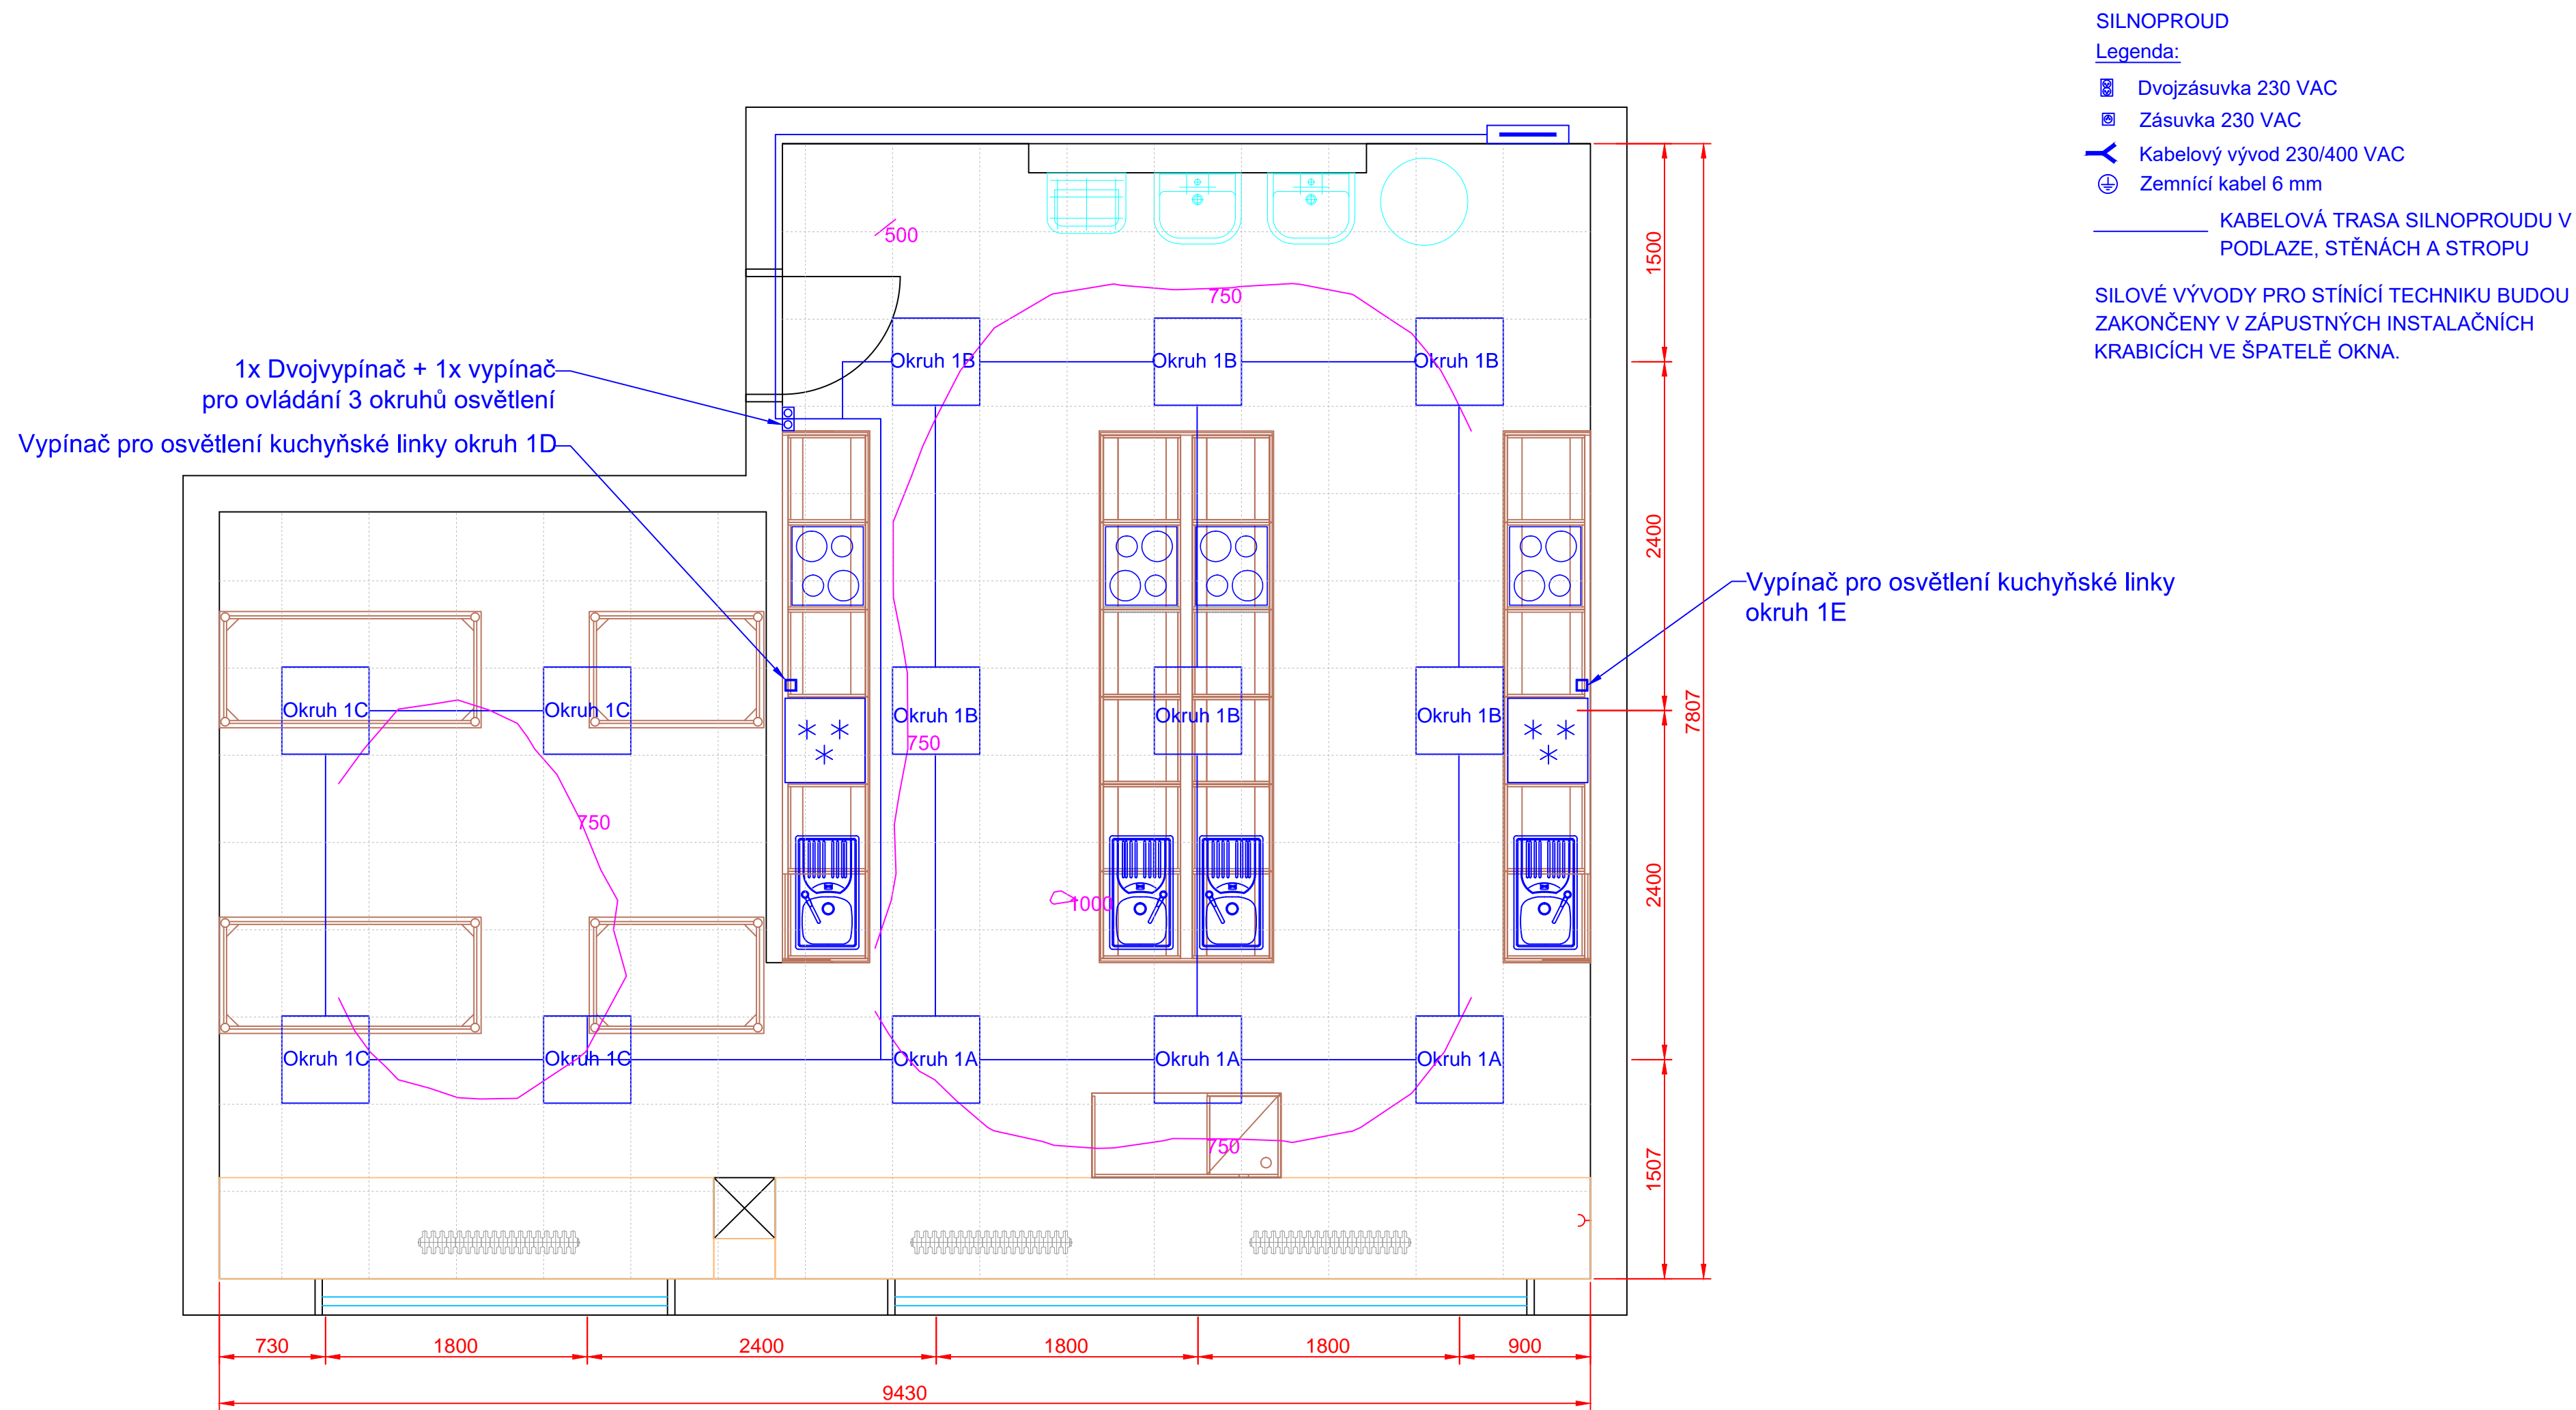 SILNOPROUD
Legenda:
Dvojzásuvka 230 VAC
Zásuvka 230 VAC
Kabelový vývod 230/400 VAC
Zemnící kabel 6 mm
KABELOVÁ TRASA SILNOPROUDU V
PODLAZE, STĚNÁCH A STROPU
SILOVÉ VÝVODY PRO STÍNÍCÍ TECHNIKU BUDOU
ZAKONČENY V ZÁPUSTNÝCH INSTALAČNÍCH
KRABICÍCH VE ŠPATELĚ OKNA.
500
1500
750
Okruh 1B
Okruh 1B
Okruh 1B
1x Dvojvypínač + 1x vypínač
pro ovládání 3 okruhů osvětlení
Vypínač pro osvětlení kuchyňské linky okruh 1D
2400
Vypínač pro osvětlení kuchyňské linky
okruh 1E
Okruh 1C
Okruh 1C
Okruh 1B
Okruh 1B
Okruh 1B
7807
750
750
1000
2400
Okruh 1C
Okruh 1C
Okruh 1A
Okruh 1A
Okruh 1A
750
1507
730
1800
2400
1800
1800
900
9430